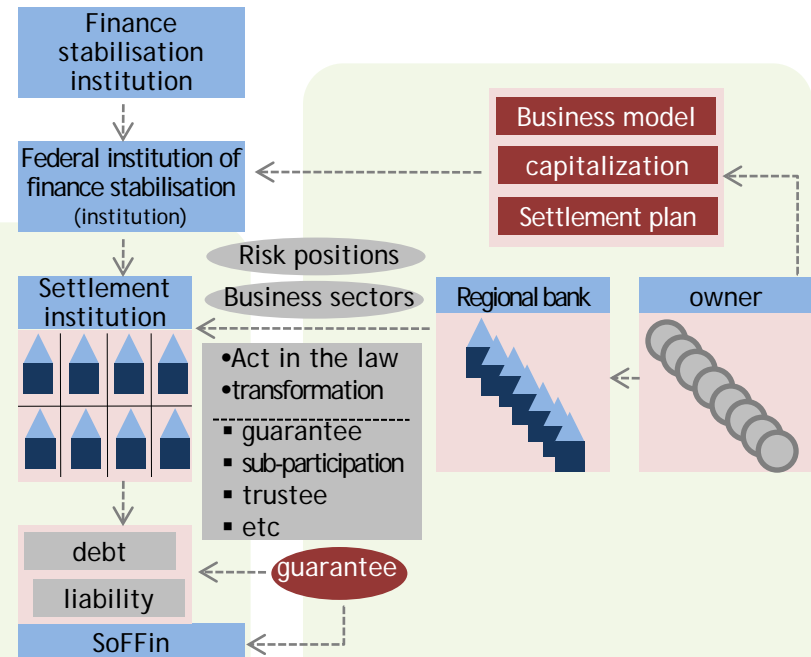 Finance
stabilisation
institution
Federal institution of
finance stabilisation
(institution)
Business model
capitalization
Settlement plan
Risk positions
Business sectors
Settlement
institution
Regional bank
owner
•Act in the law
•transformation
▪ guarantee
▪ sub-participation
▪ trustee
▪ etc
debt
liability
guarantee
SoFFin